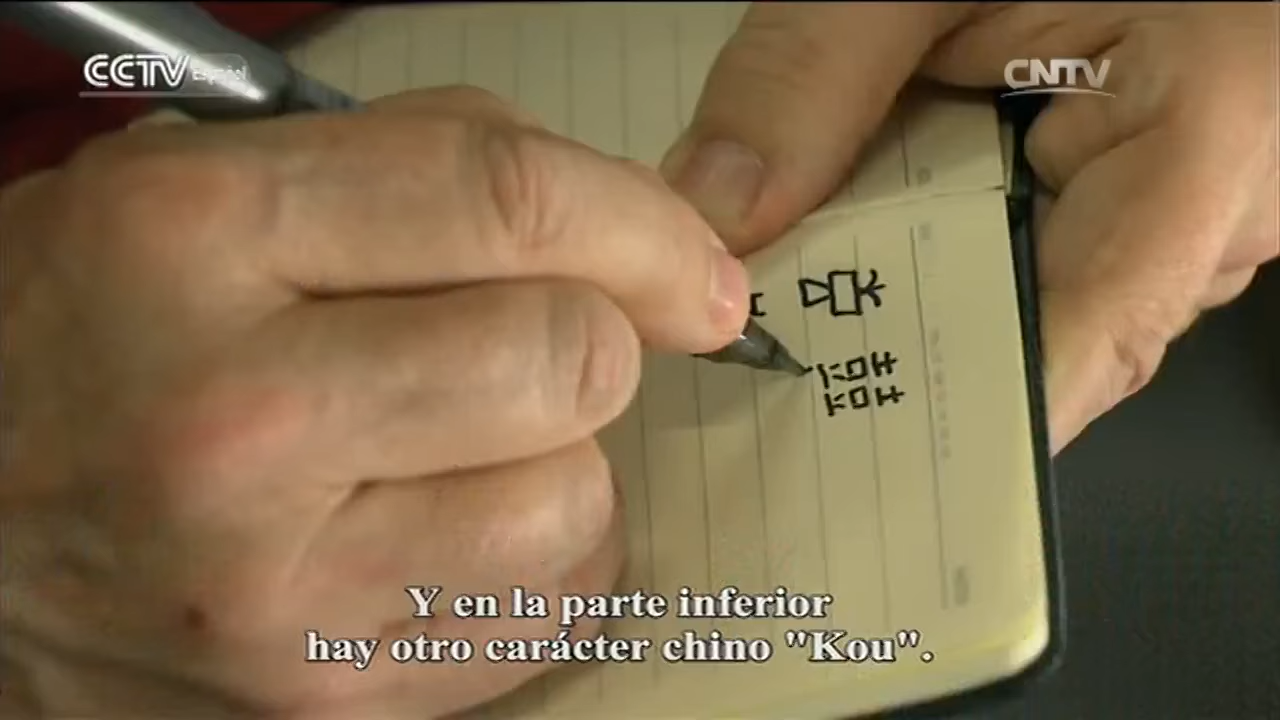 CCTV Español
CNTV
Y en la parte inferior
hay otro carácter chino "Kou".